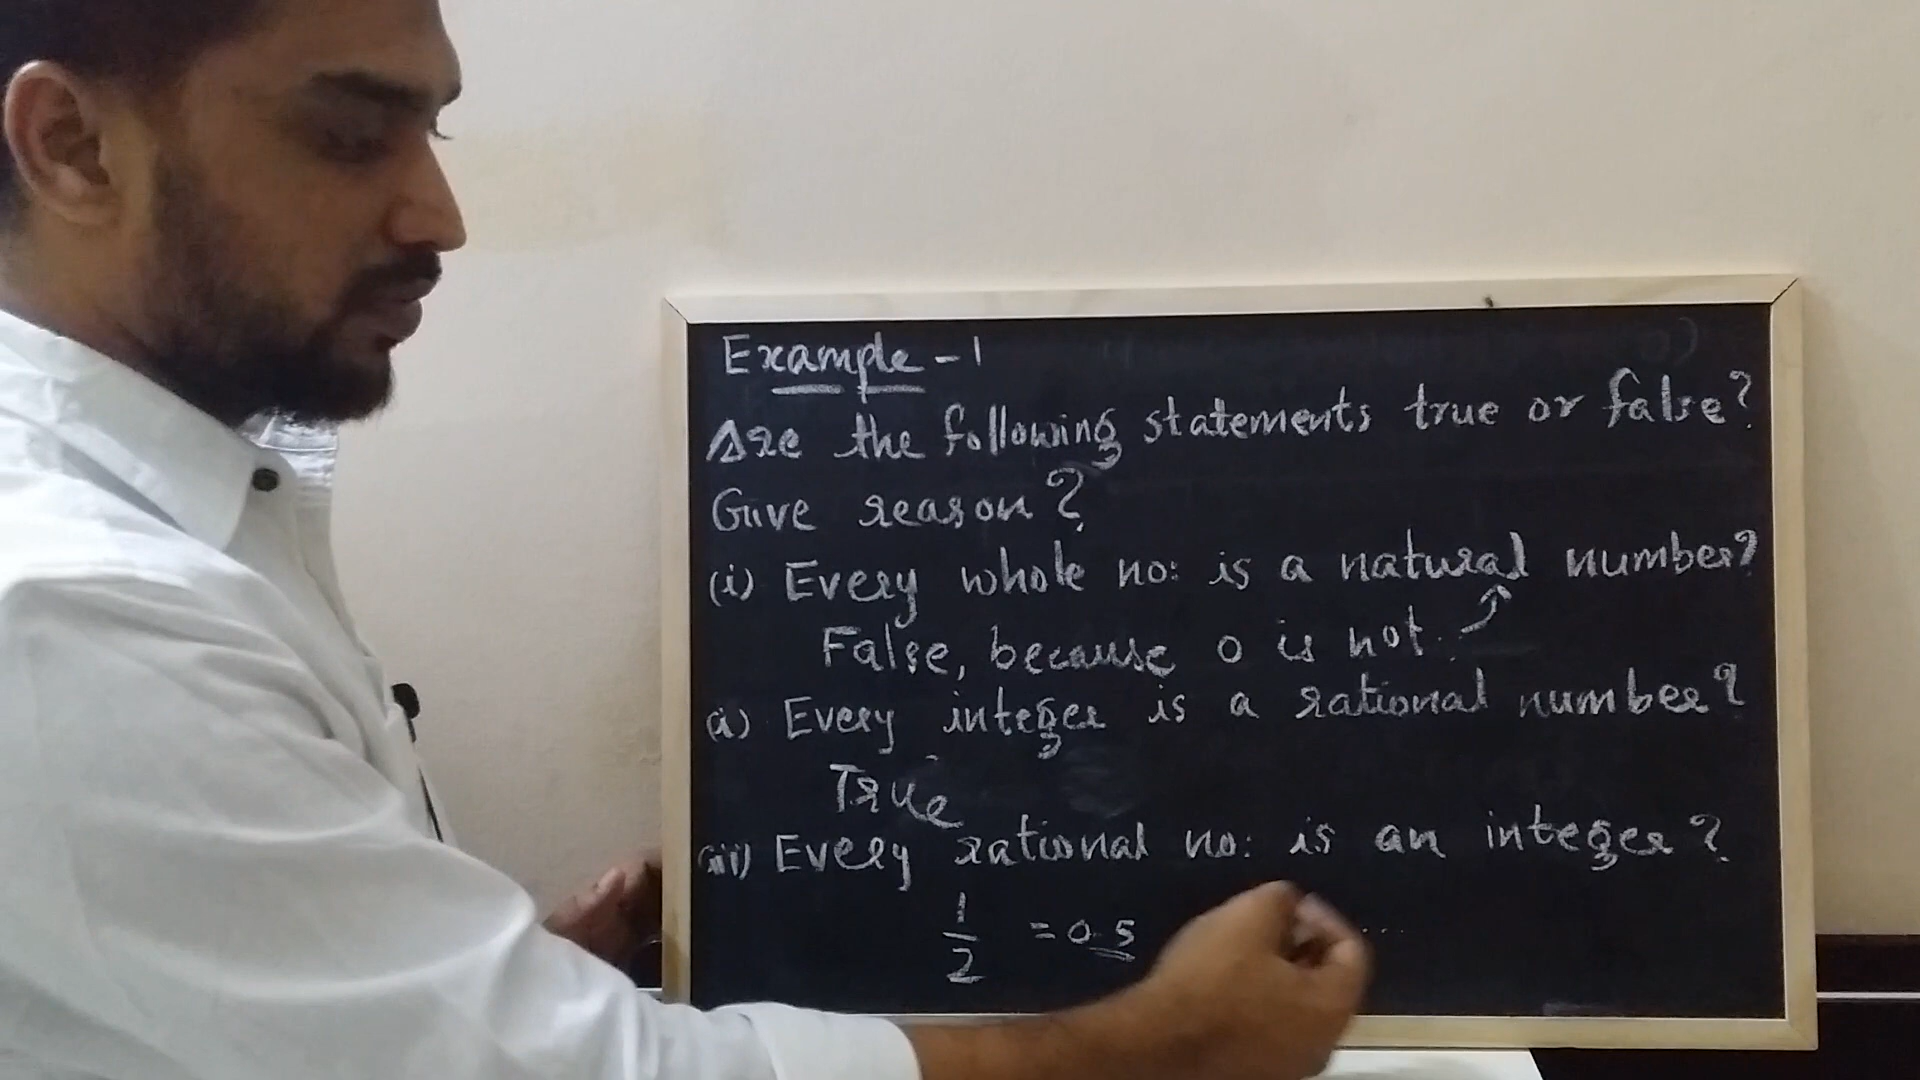 Example - 1
Are the following statements true or false?
Give reason?
(i) Every whole no: is a natural number?
False, because 0 is not
(ii) Every integer is a rational number?
True
(iii) Every rational no: is an integer?
1/2 = 0.5 ...